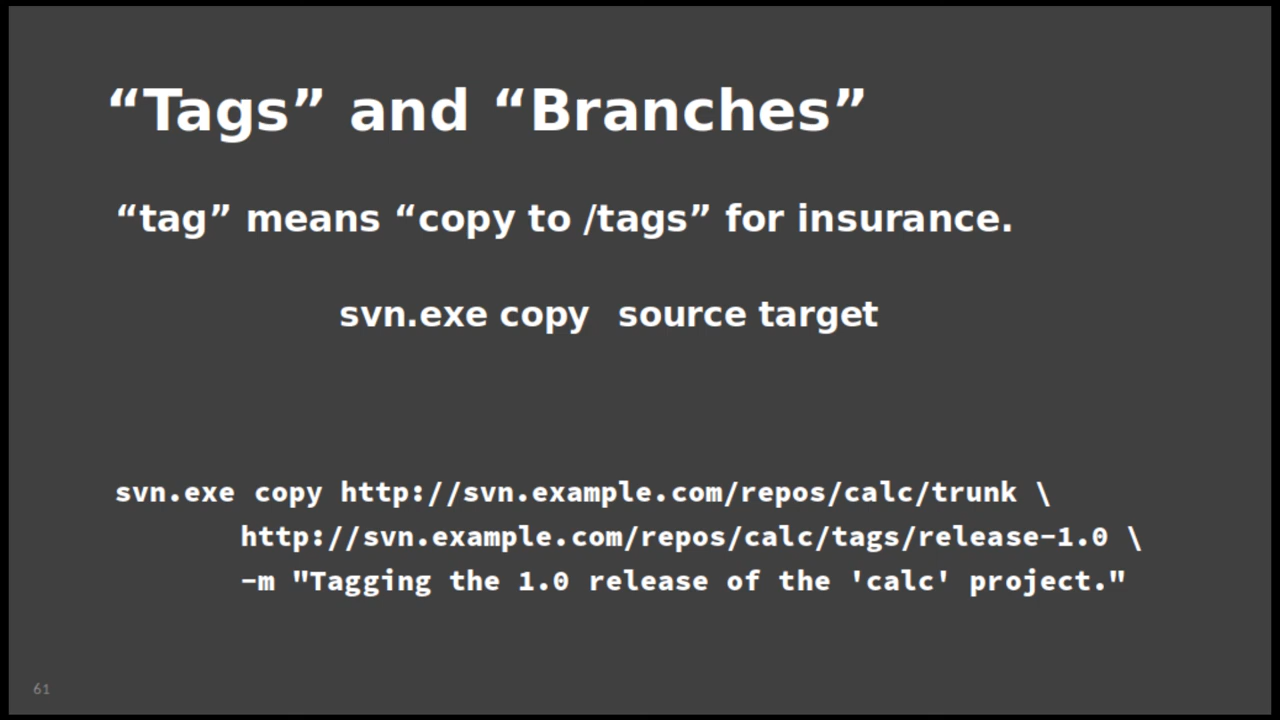 “Tags” and “Branches”
“tag” means “copy to /tags” for insurance.
svn.exe copy source target
svn.exe copy http://svn.example.com/repos/calc/trunk \
http://svn.example.com/repos/calc/tags/release-1.0 \
-m "Tagging the 1.0 release of the 'calc' project."
61